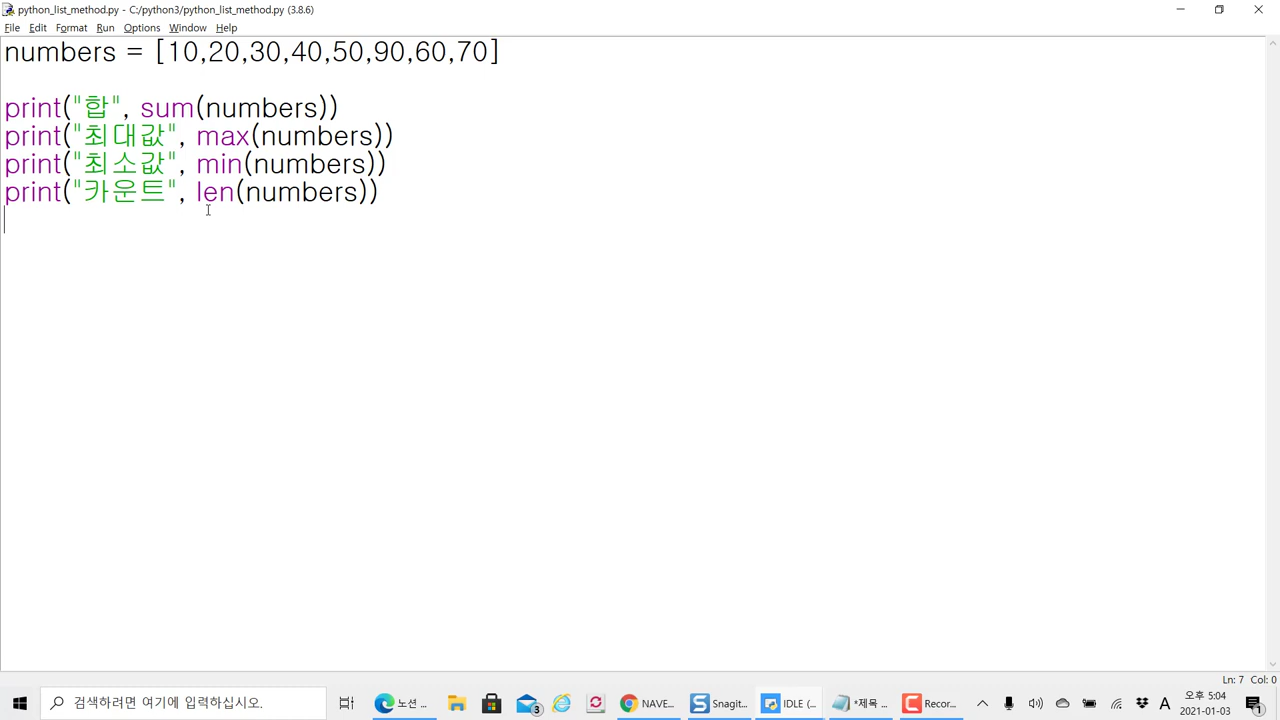 python_list_method.py - C:/python3/python_list_method.py (3.8.6)
File Edit Format Run Options Window Help
numbers = [10,20,30,40,50,90,60,70]
print("합", sum(numbers))
print("최대값", max(numbers))
print("최소값", min(numbers))
print("카운트", len(numbers))
Ln: 7 Col: 0
검색하려면 여기에 입력하십시오.
3
노션 ...
NAVE...
Snagit...
IDLE (...
*제목 ...
Recor...
A
오후 5:04
2021-01-03
1